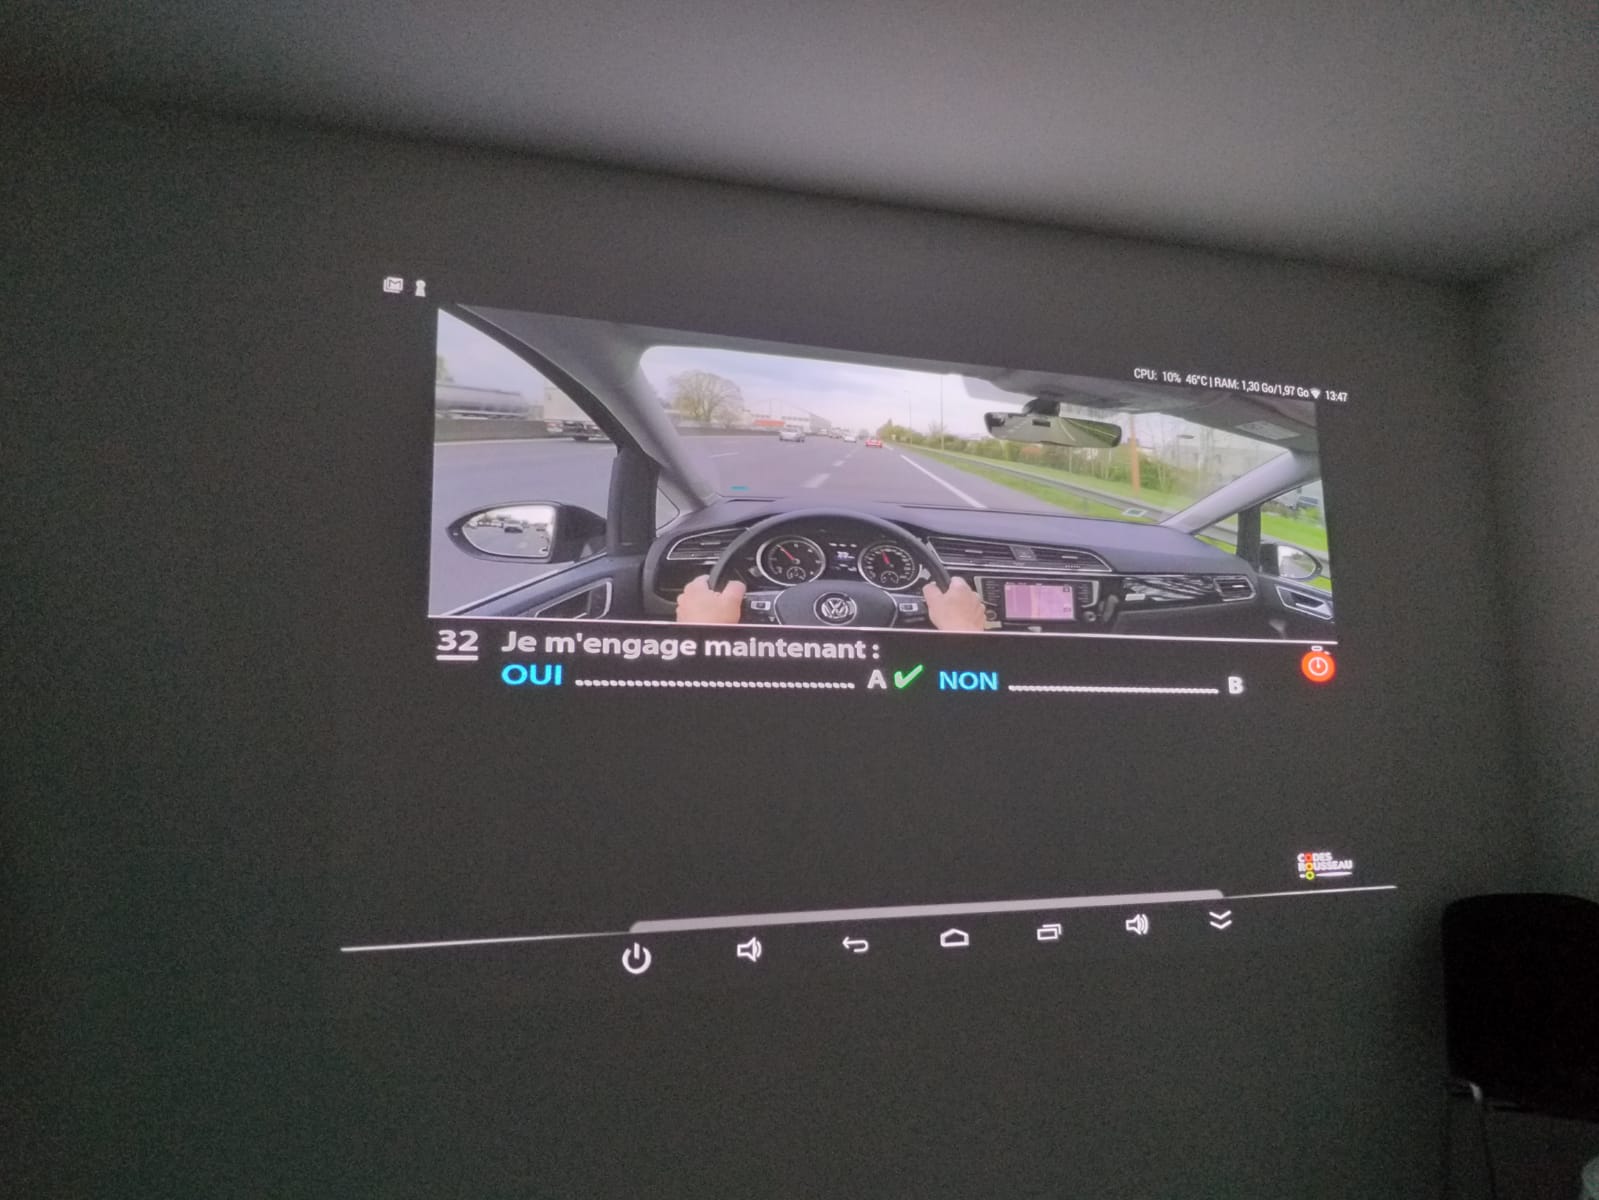 CPU: 10% 46°C | RAM: 1,30 Go/1,97 Go 13:47
32 Je m'engage maintenant :
OUI A NON B
CODES
ROUSSEAU